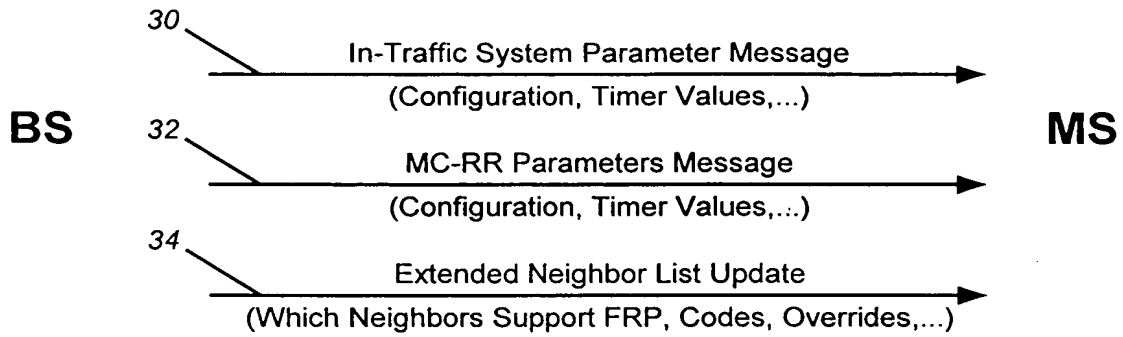 30
In-Traffic System Parameter Message
(Configuration, Timer Values,...)
BS
MS
32
MC-RR Parameters Message
(Configuration, Timer Values,...)
34
Extended Neighbor List Update
(Which Neighbors Support FRP, Codes, Overrides,...)